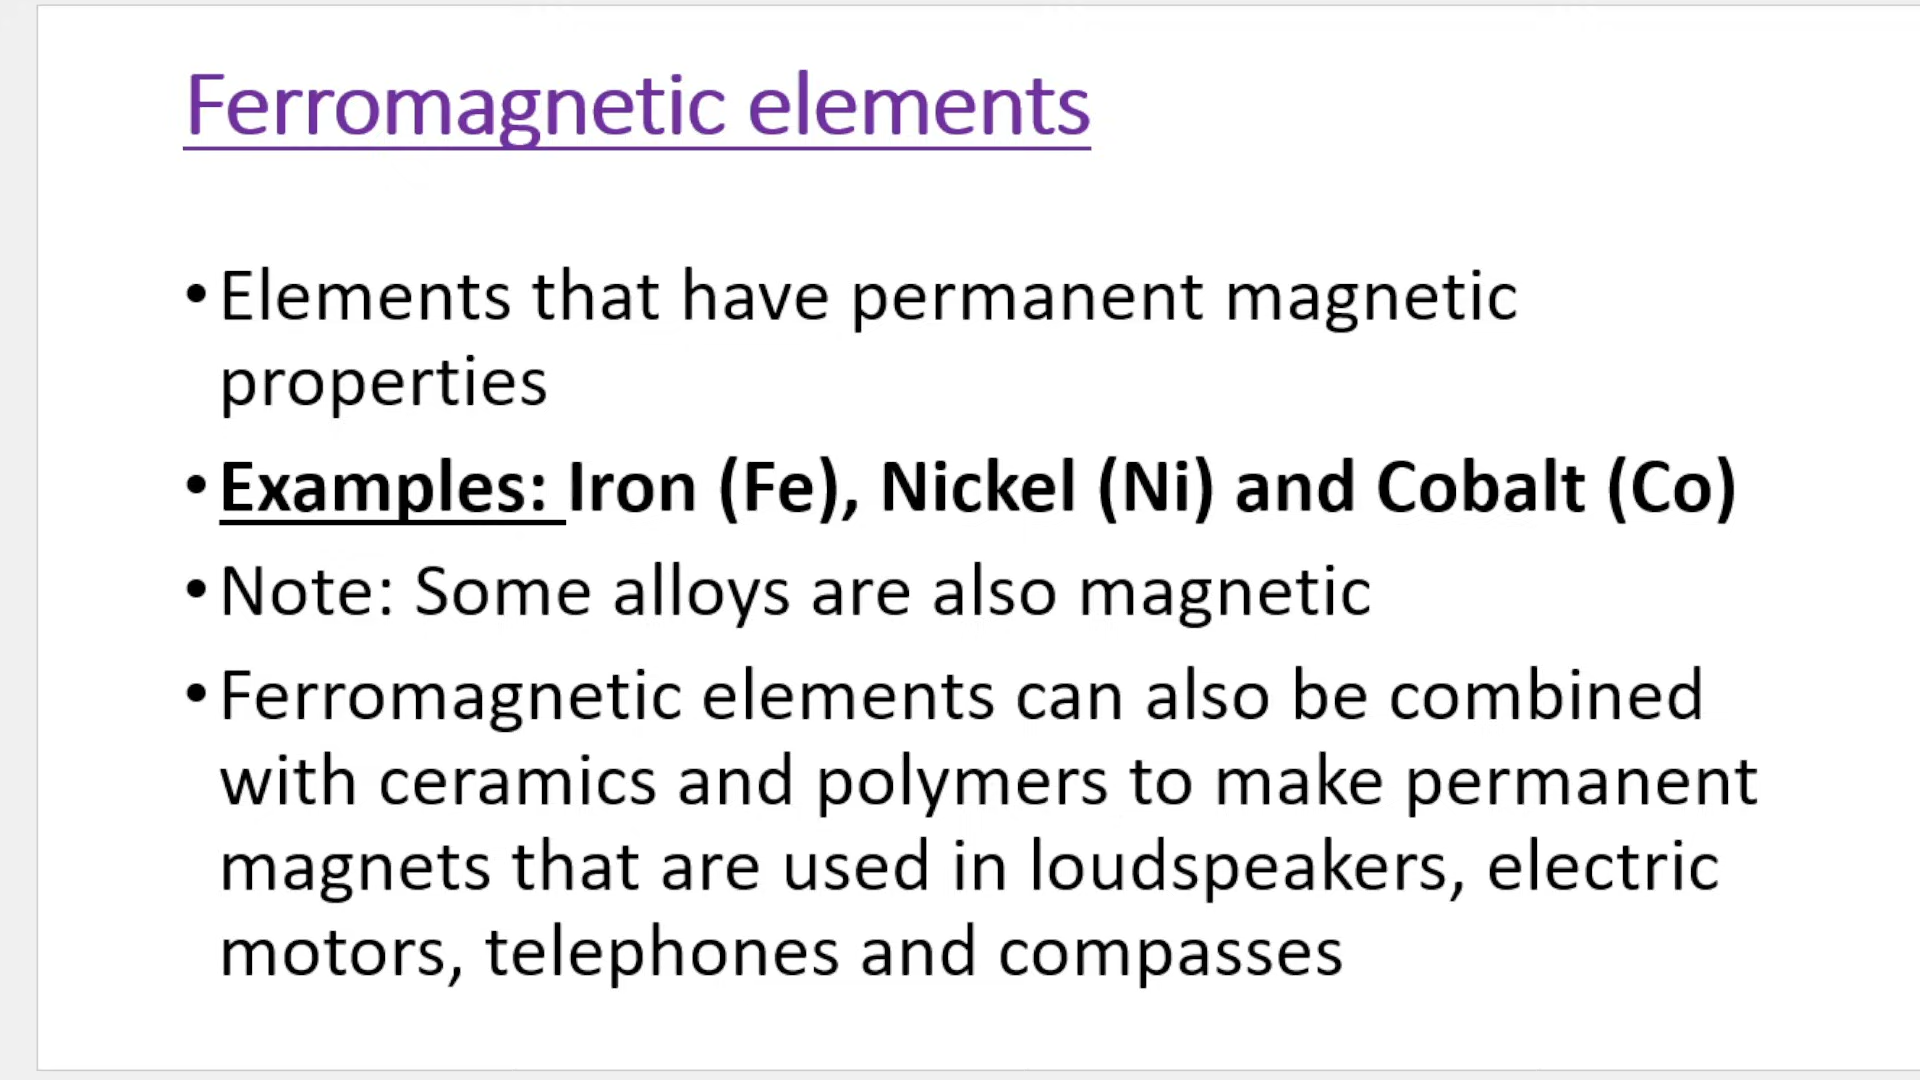 Ferromagnetic elements
•Elements that have permanent magnetic
properties
•Examples: Iron (Fe), Nickel (Ni) and Cobalt (Co)
•Note: Some alloys are also magnetic
•Ferromagnetic elements can also be combined
with ceramics and polymers to make permanent
magnets that are used in loudspeakers, electric
motors, telephones and compasses